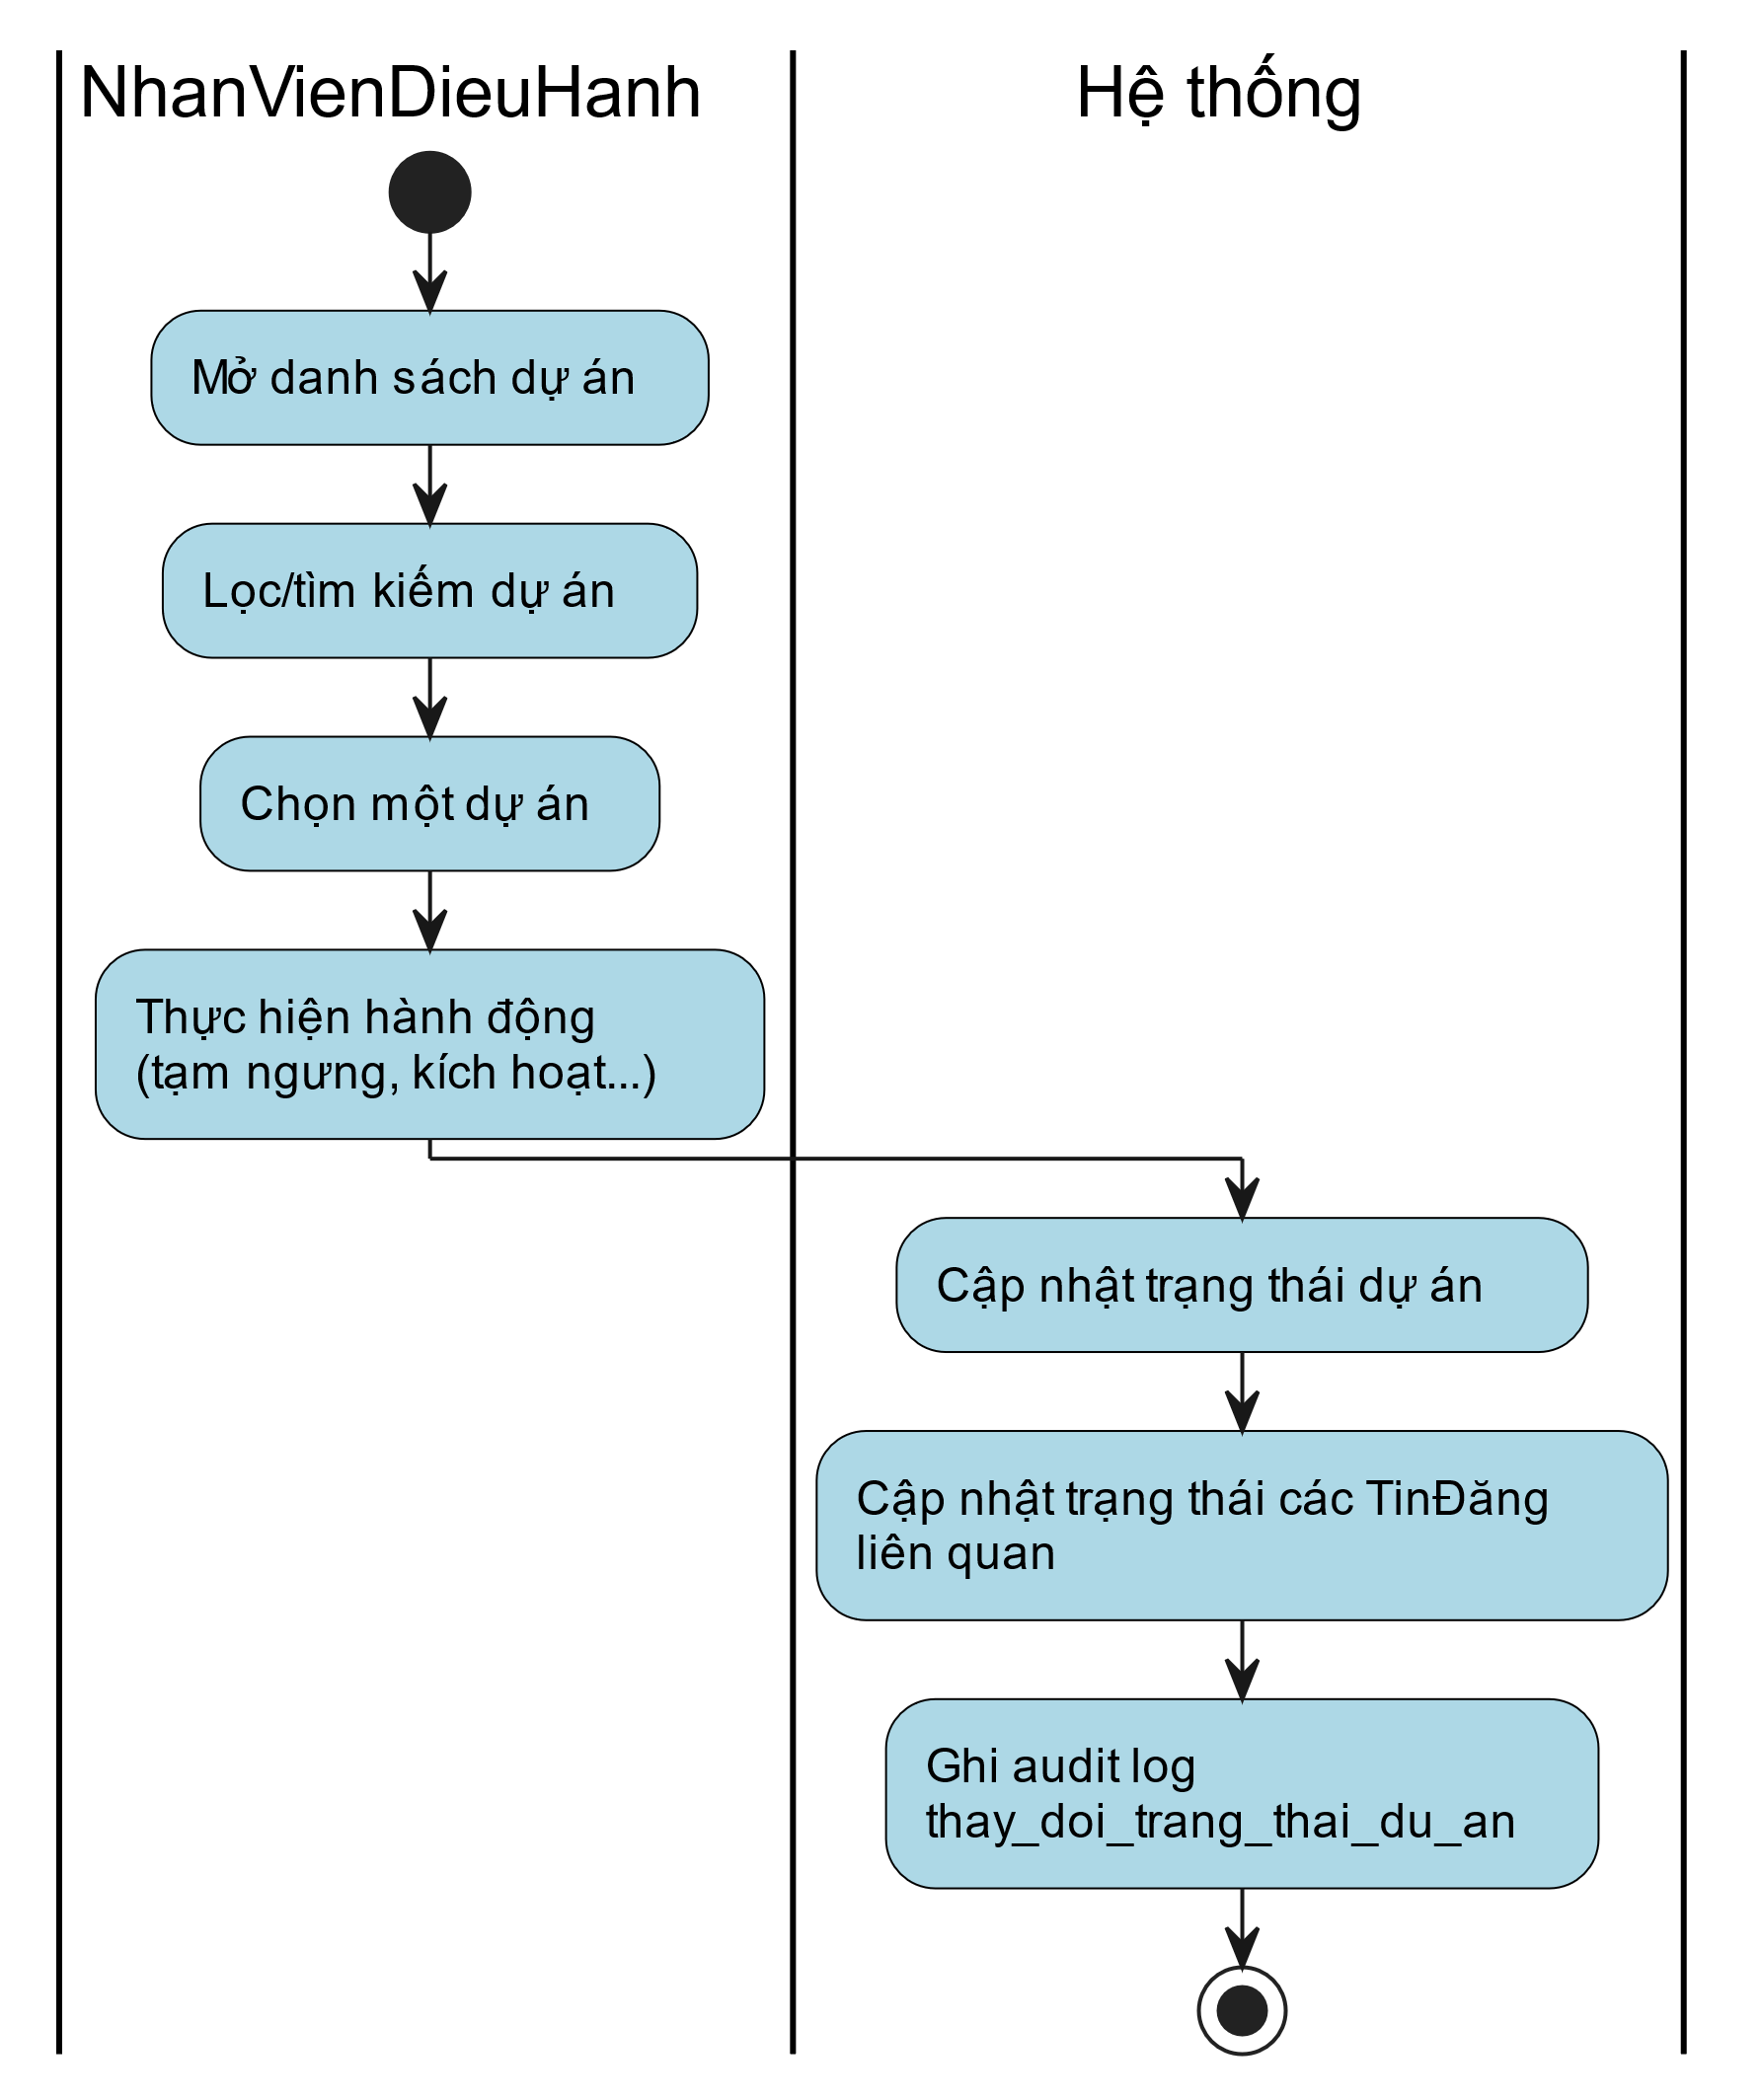 NhanVienDieuHanh
Hệ thống
Mở danh sách dự án
Lọc/tìm kiếm dự án
Chọn một dự án
Thực hiện hành động
(tạm ngưng, kích hoạt...)
Cập nhật trạng thái dự án
Cập nhật trạng thái các TinĐăng
liên quan
Ghi audit log
thay_doi_trang_thai_du_an